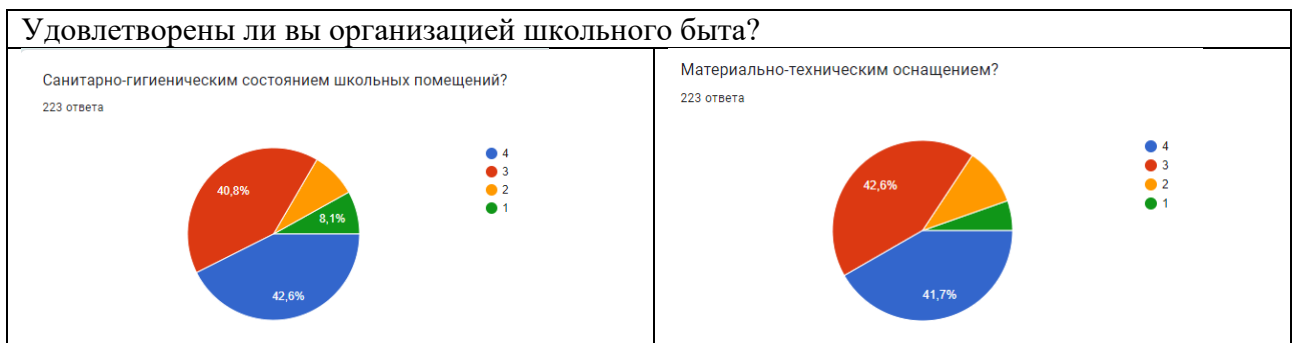 Удовлетворены ли вы организацией школьного быта?
Санитарно-гигиеническим состоянием школьных помещений?
223 ответа
4
3
2
1
40,8%
8,1%
42,6%
Материально-техническим оснащением?
223 ответа
4
3
2
1
42,6%
41,7%